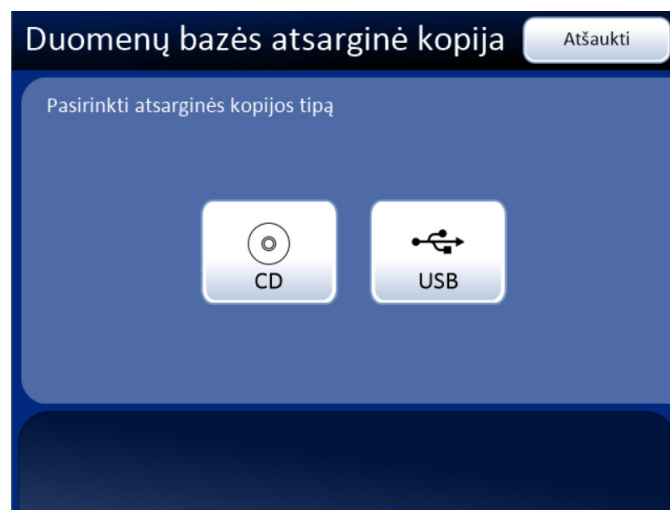 Duomenų bazės atsarginė kopija
Atšaukti
Pasirinkti atsarginės kopijos tipą
CD
USB